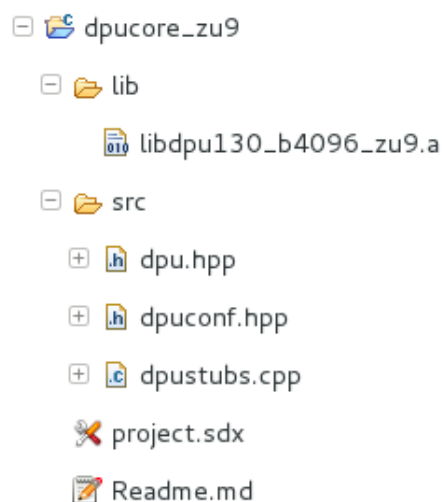 dpucore_zu9
lib
libdpu130_b4096_zu9.a
src
dpu.hpp
dpuconf.hpp
dpustubs.cpp
project.sdx
Readme.md